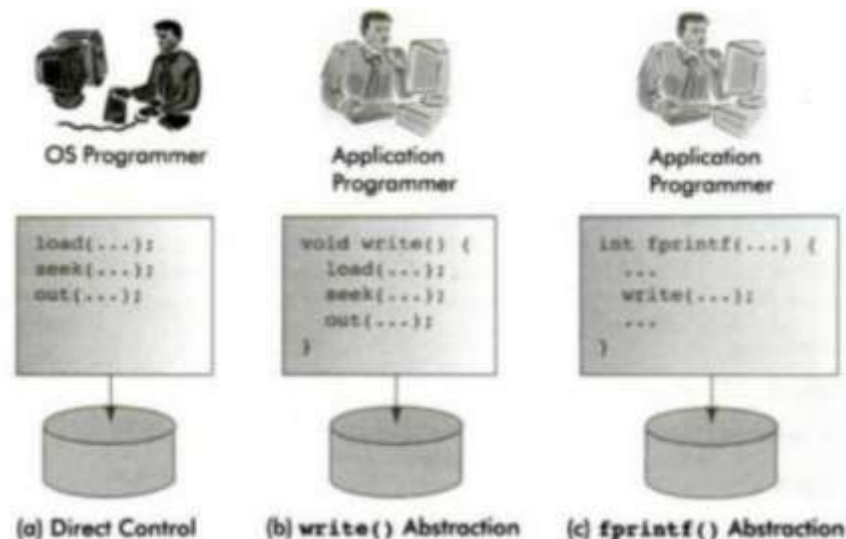 OS Programmer
Application
Programmer
Application
Programmer
load(...);
seek(...);
out(...);
void write() {
load(...);
seek(...);
out(...);
}
int fprintf(...) {
...
write(...);
...
}
(a) Direct Control
(b) write() Abstraction
(c) fprintf() Abstraction